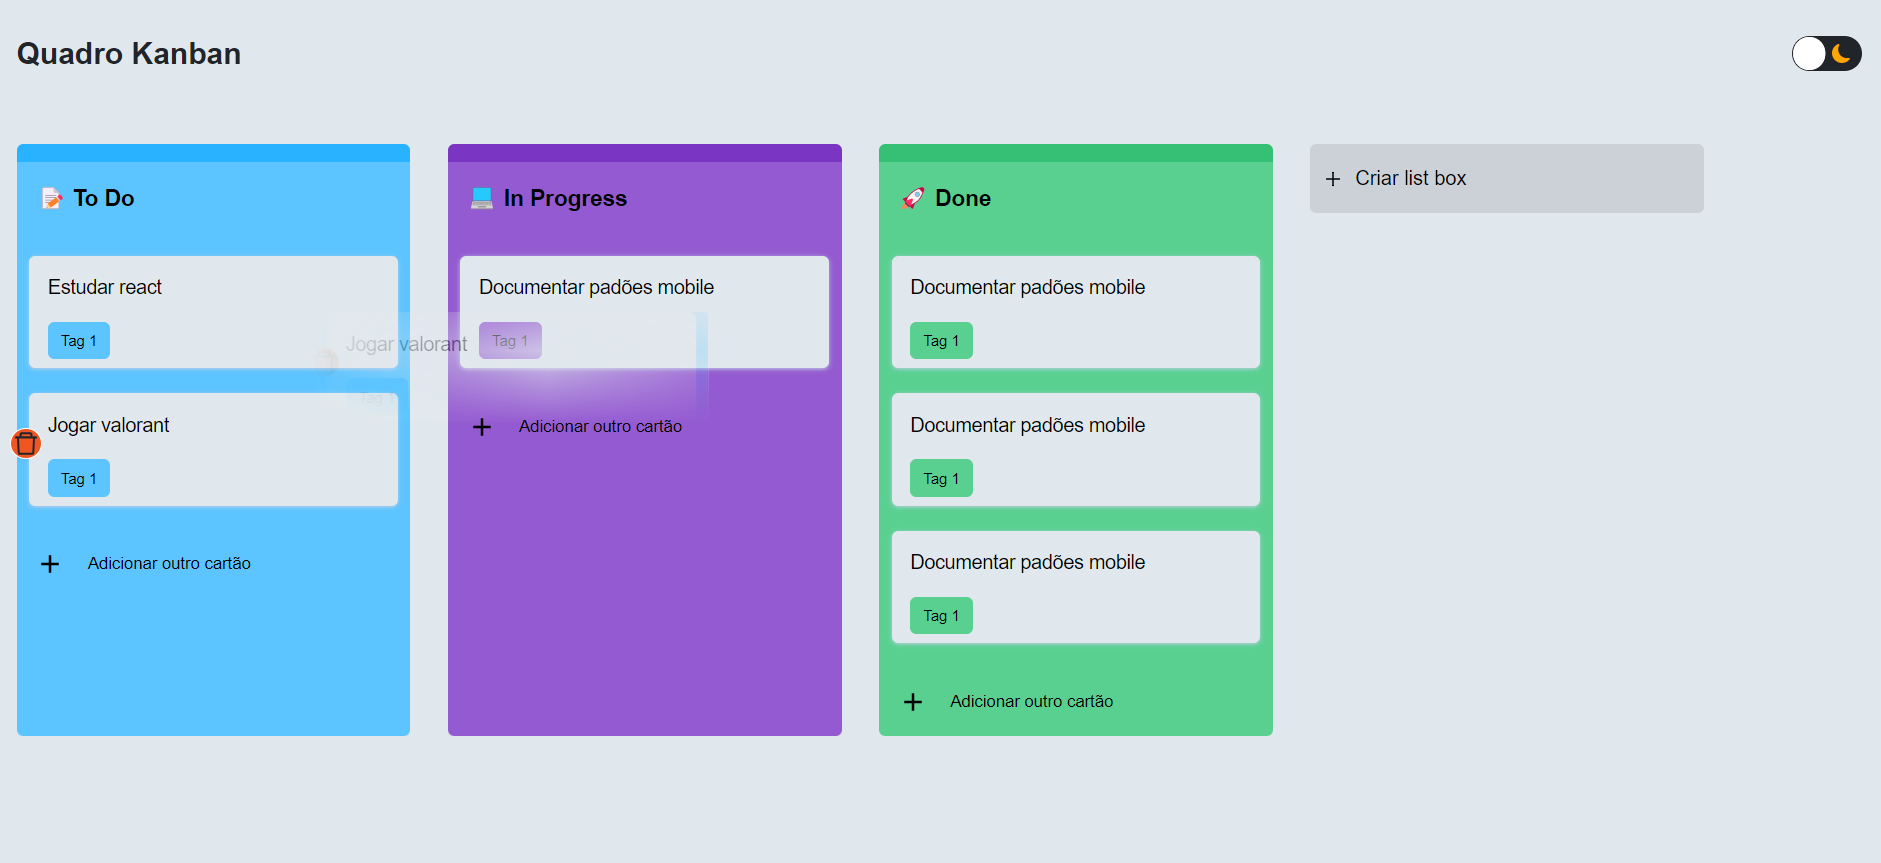 Quadro Kanban
To Do
Estudar react
Tag 1
Jogar valorant
Tag 1
Adicionar outro cartão
In Progress
Documentar padões mobile
Tag 1
Adicionar outro cartão
Jogar valorant
Tag 1
Done
Documentar padões mobile
Tag 1
Documentar padões mobile
Tag 1
Documentar padões mobile
Tag 1
Adicionar outro cartão
Criar list box